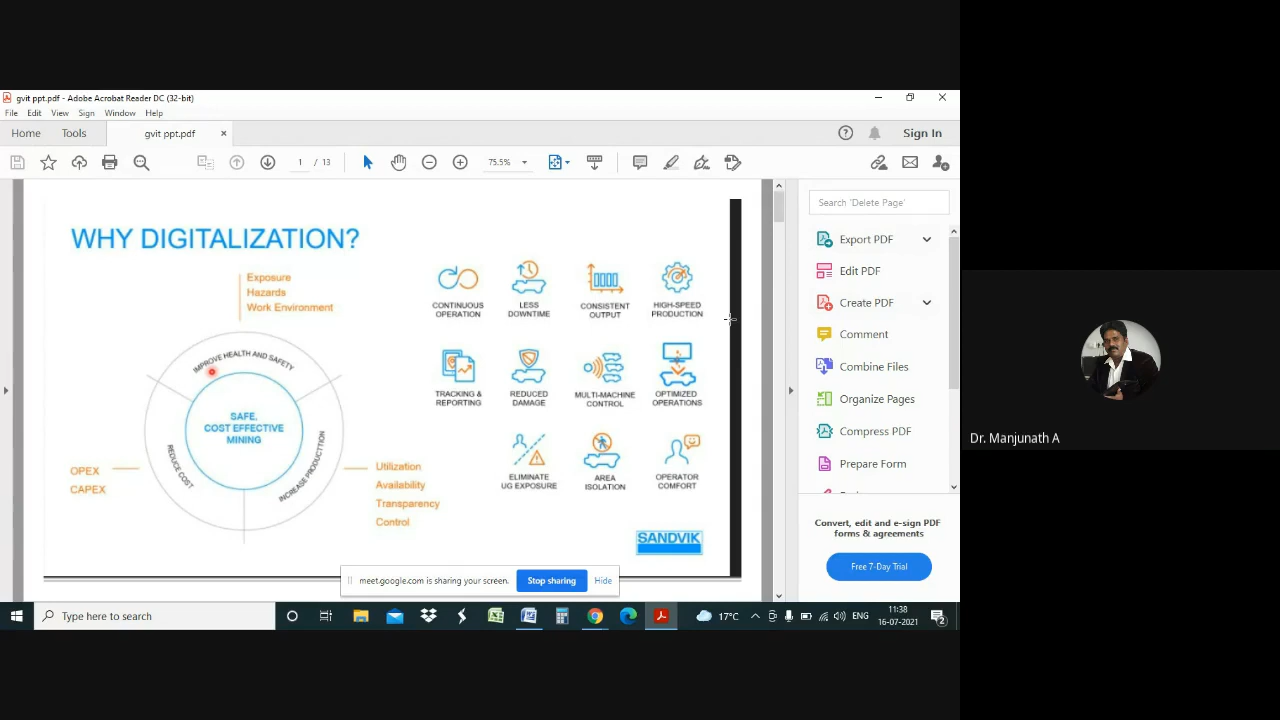 gvit ppt.pdf - Adobe Acrobat Reader DC (32-bit)
File Edit View Sign Window Help
Home Tools gvit ppt.pdf × Sign In
1 / 13 75.5%
WHY DIGITALIZATION?
Exposure
Hazards
Work Environment
IMPROVE HEALTH AND SAFETY
SAFE,
COST EFFECTIVE
MINING
REDUCE COST
INCREASE PRODUCTTION
OPEX
CAPEX
Utilization
Availability
Transparency
Control
CONTINUOUS
OPERATION
LESS
DOWNTIME
CONSISTENT
OUTPUT
HIGH-SPEED
PRODUCTION
TRACKING &
REPORTING
REDUCED
DAMAGE
MULTI-MACHINE
CONTROL
OPTIMIZED
OPERATIONS
ELIMINATE
UG EXPOSURE
AREA
ISOLATION
OPERATOR
COMFORT
SANDVIK
Search 'Delete Page'
Export PDF
Edit PDF
Create PDF
Comment
Combine Files
Organize Pages
Compress PDF
Prepare Form
Convert, edit and e-sign PDF
forms & agreements
Free 7-Day Trial
meet.google.com is sharing your screen. Stop sharing Hide
Type here to search
17°C ENG
11:38
16-07-2021
2
Dr. Manjunath A